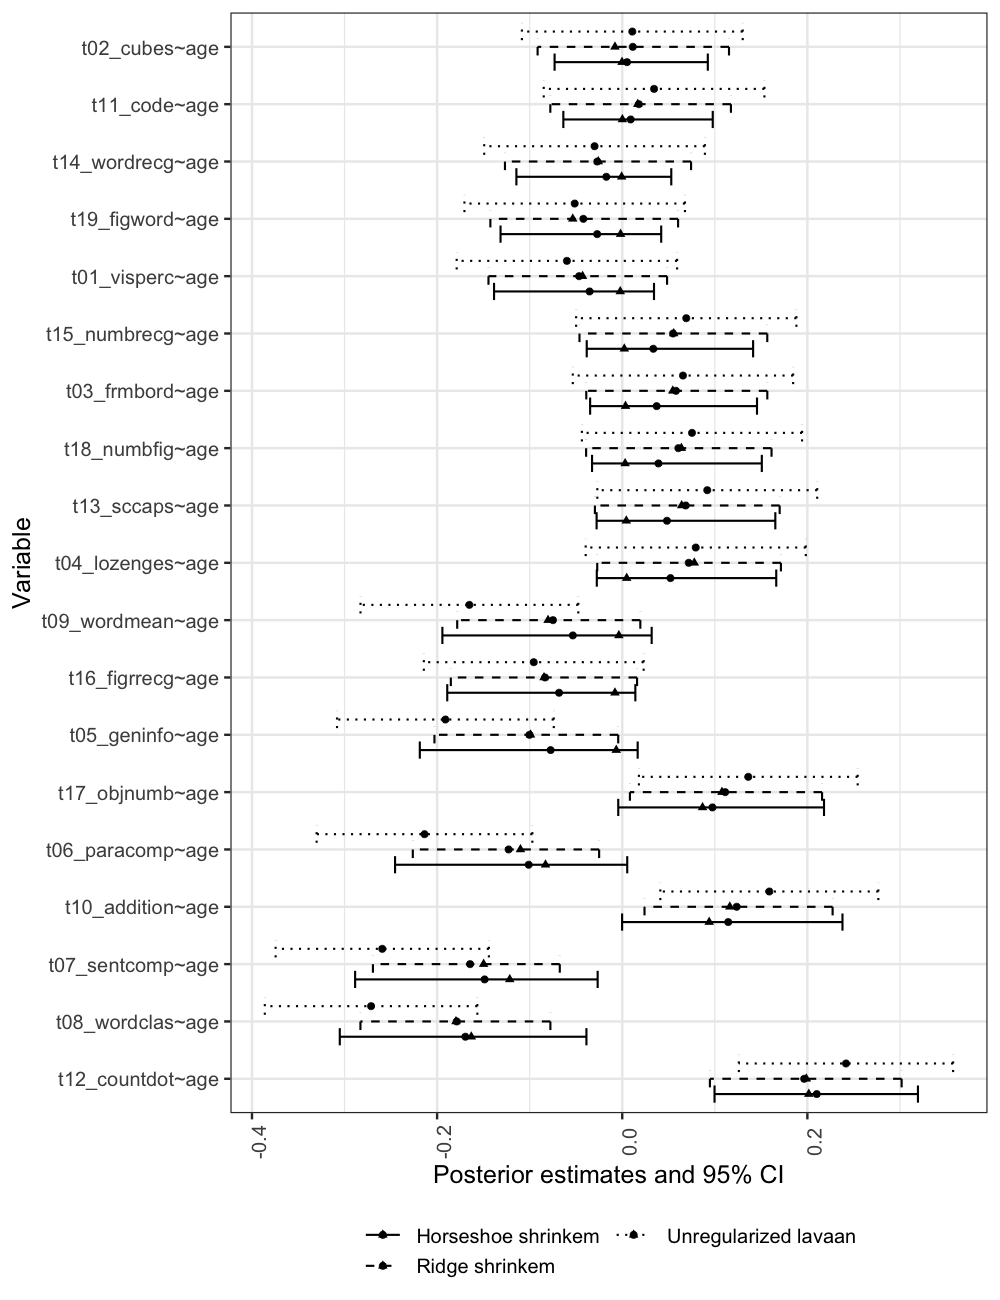 Variable
t02_cubes~age
t11_code~age
t14_wordrecg~age
t19_figword~age
t01_visperc~age
t15_numbrecg~age
t03_frmbord~age
t18_numbfig~age
t13_sccaps~age
t04_lozenges~age
t09_wordmean~age
t16_figrrecg~age
t05_geninfo~age
t17_objnumb~age
t06_paracomp~age
t10_addition~age
t07_sentcomp~age
t08_wordclas~age
t12_countdot~age
-0.4
-0.2
0.0
0.2
Posterior estimates and 95% CI
Horseshoe shrinkem
Unregularized lavaan
Ridge shrinkem